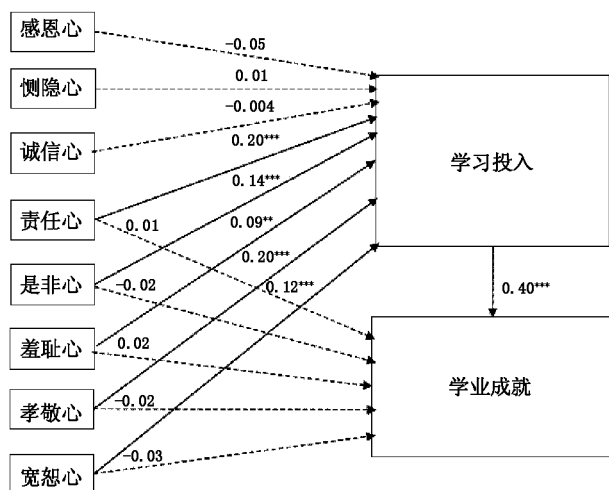 感恩心
恻隐心
诚信心
责任心
是非心
羞耻心
孝敬心
宽恕心
-0.05
0.01
-0.004
0.20***
0.14***
0.09**
0.20***
0.12***
0.01
-0.02
0.02
-0.02
-0.03
学习投入
0.40***
学业成就